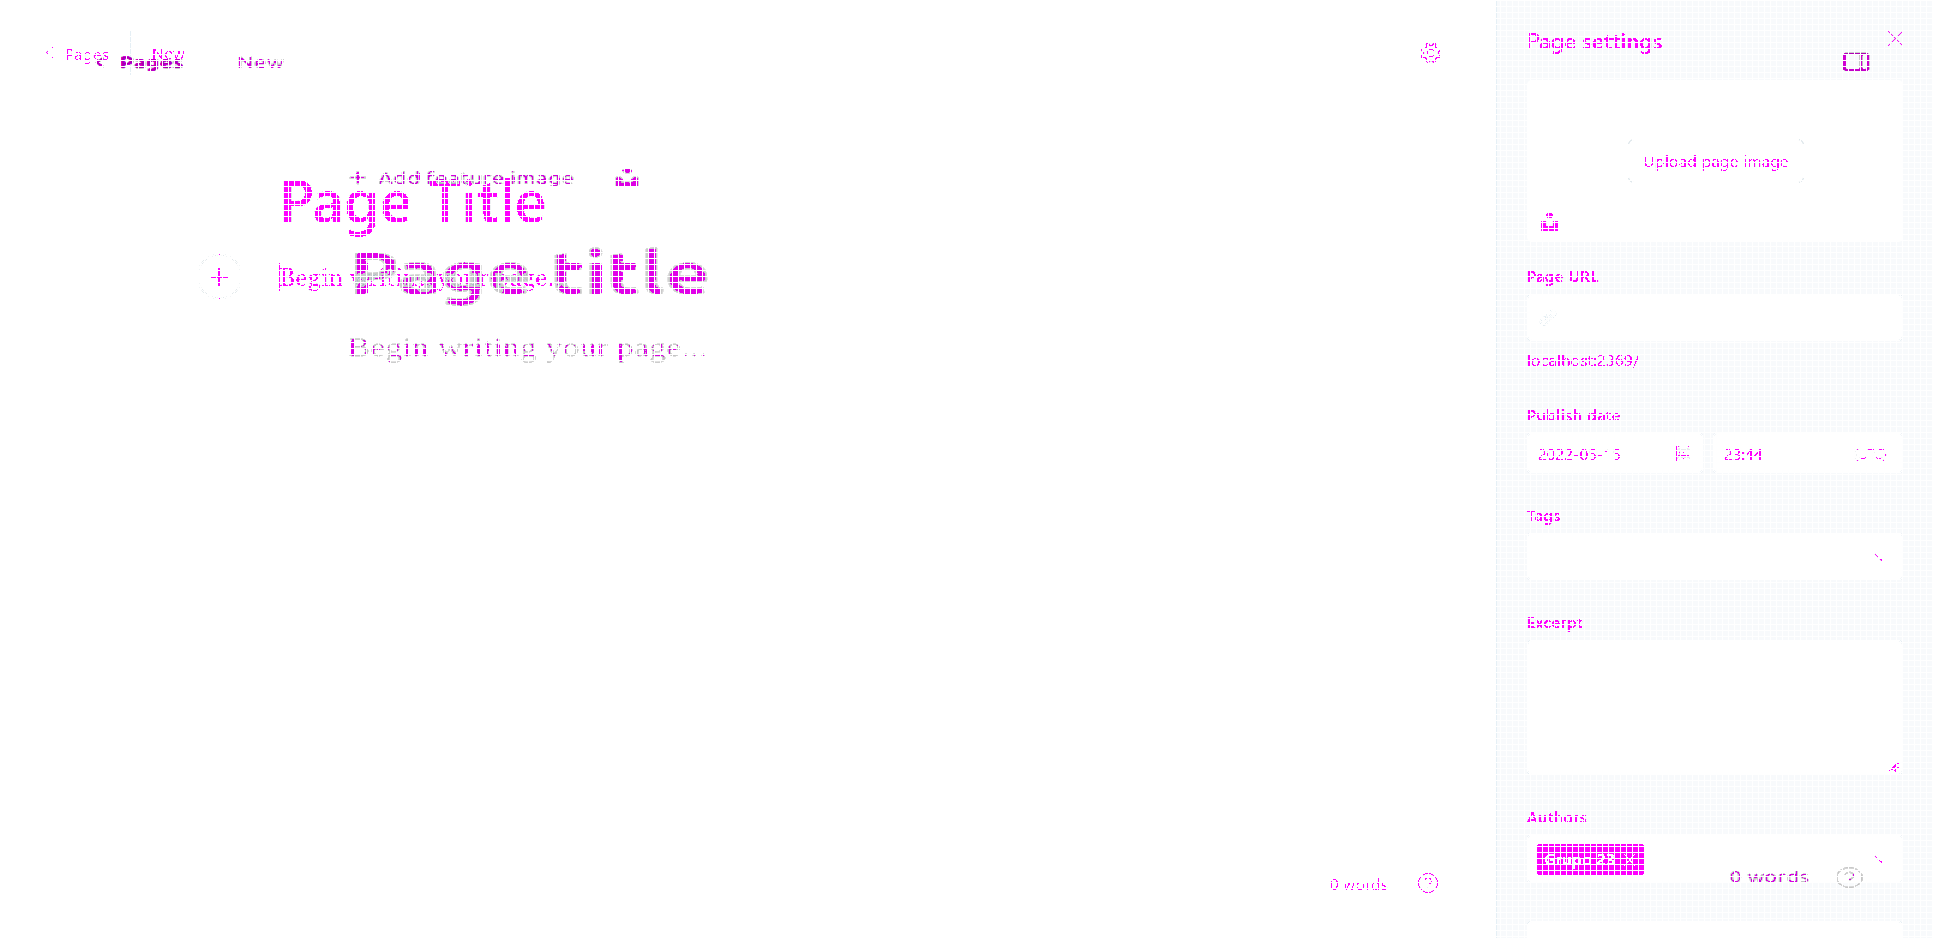 Pages New
Pages New
Page settings
Upload page image
+ Add feature image
Page Title
Page title
Begin writing your page...
Begin writing your page...
Page URL
localhost:2369/
Publish date
2022-05-15
23:44
(UTC)
Tags
Excerpt
Authors
0 words ?
0 words ?